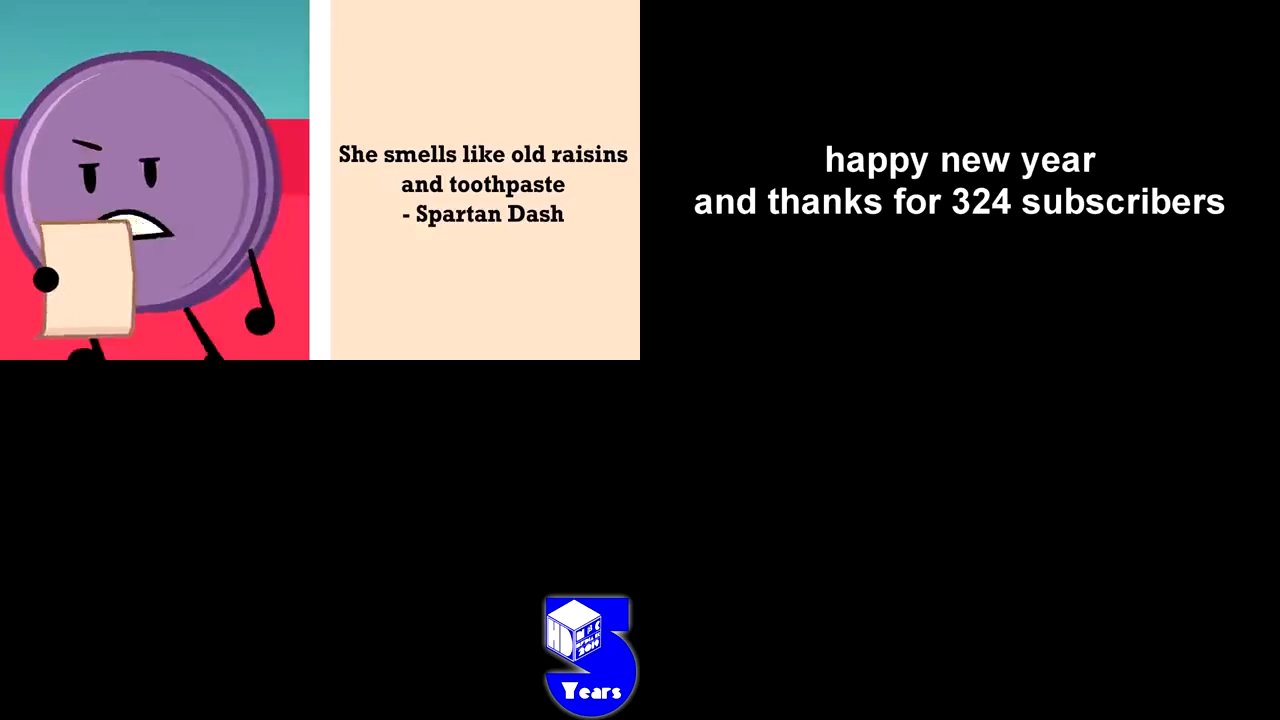 She smells like old raisins
and toothpaste
- Spartan Dash
happy new year
and thanks for 324 subscribers
Years